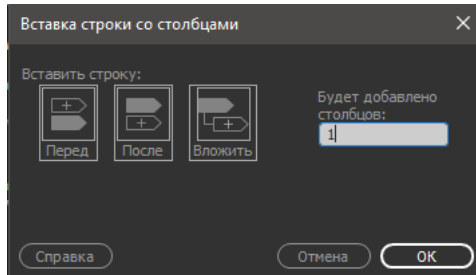 Вставка строки со столбцами
Вставить строку:
Перед
После
Вложить
Будет добавлено
столбцов:
1
Справка
Отмена
OK